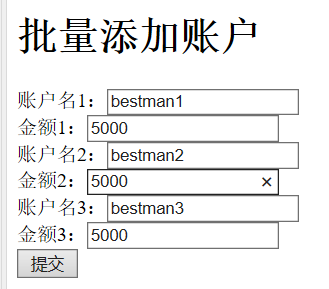 批量添加账户
账户名1：bestman1
金额1：5000
账户名2：bestman2
金额2：5000 ×
账户名3：bestman3
金额3：5000
提交